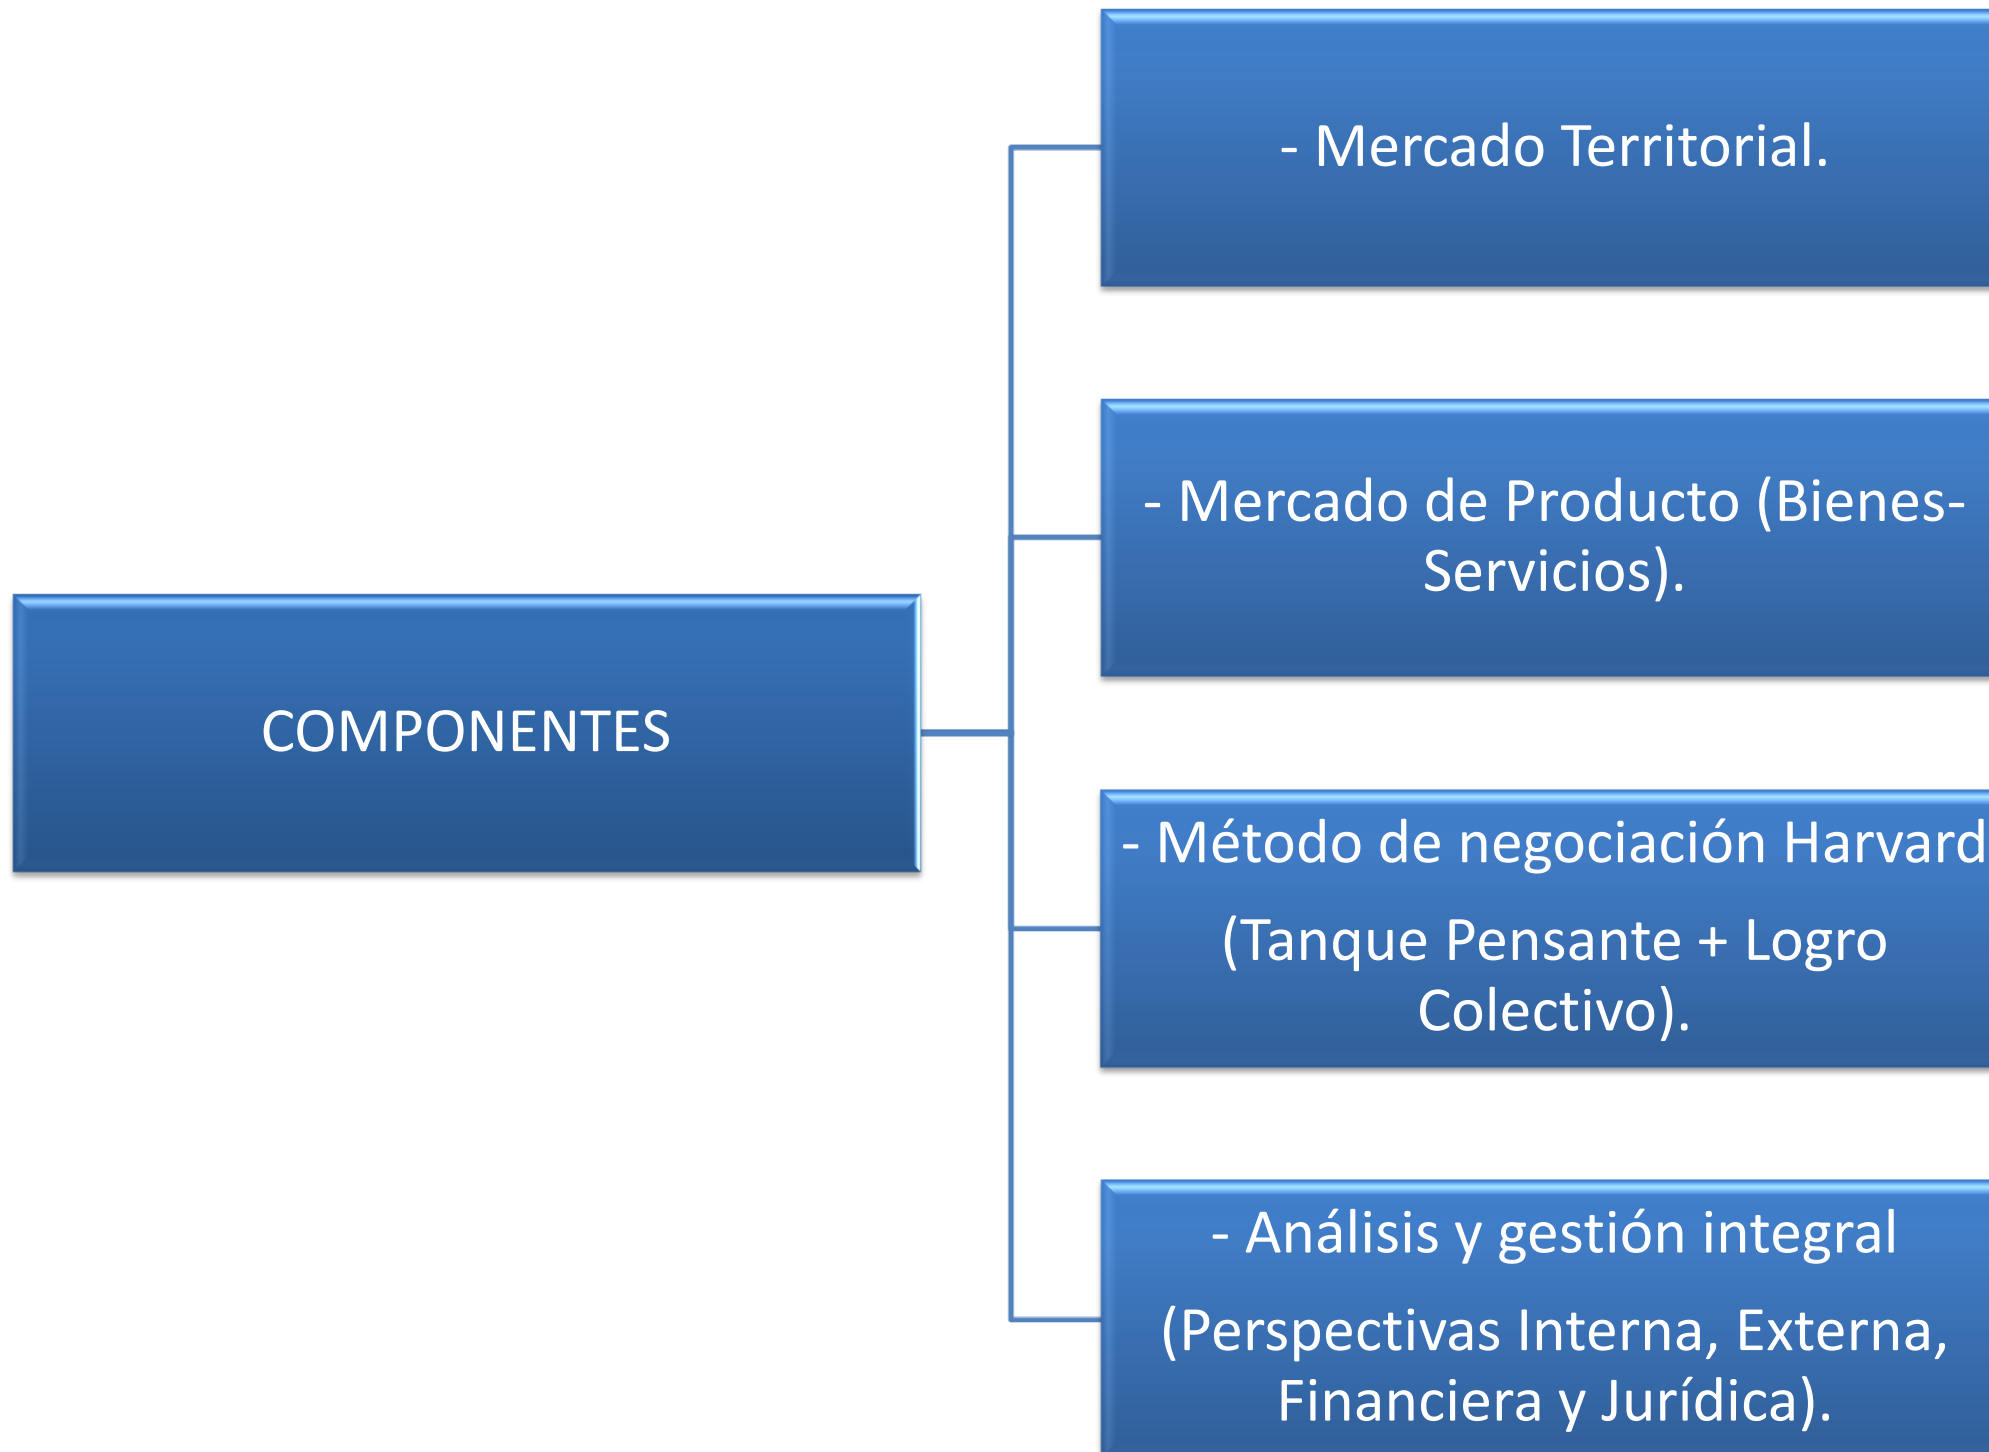 - Mercado Territorial.
- Mercado de Producto (Bienes-
Servicios).
COMPONENTES
- Método de negociación Harvard
(Tanque Pensante + Logro
Colectivo).
- Análisis y gestión integral
(Perspectivas Interna, Externa,
Financiera y Jurídica).